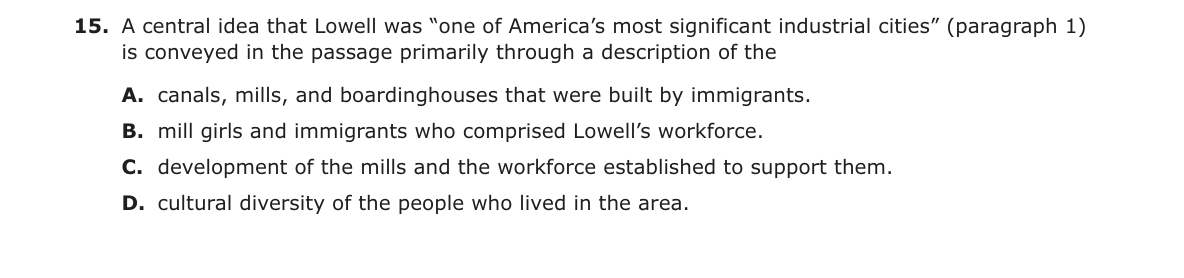 15. A central idea that Lowell was “one of America’s most significant industrial cities” (paragraph 1)
is conveyed in the passage primarily through a description of the
A. canals, mills, and boardinghouses that were built by immigrants.
B. mill girls and immigrants who comprised Lowell’s workforce.
C. development of the mills and the workforce established to support them.
D. cultural diversity of the people who lived in the area.